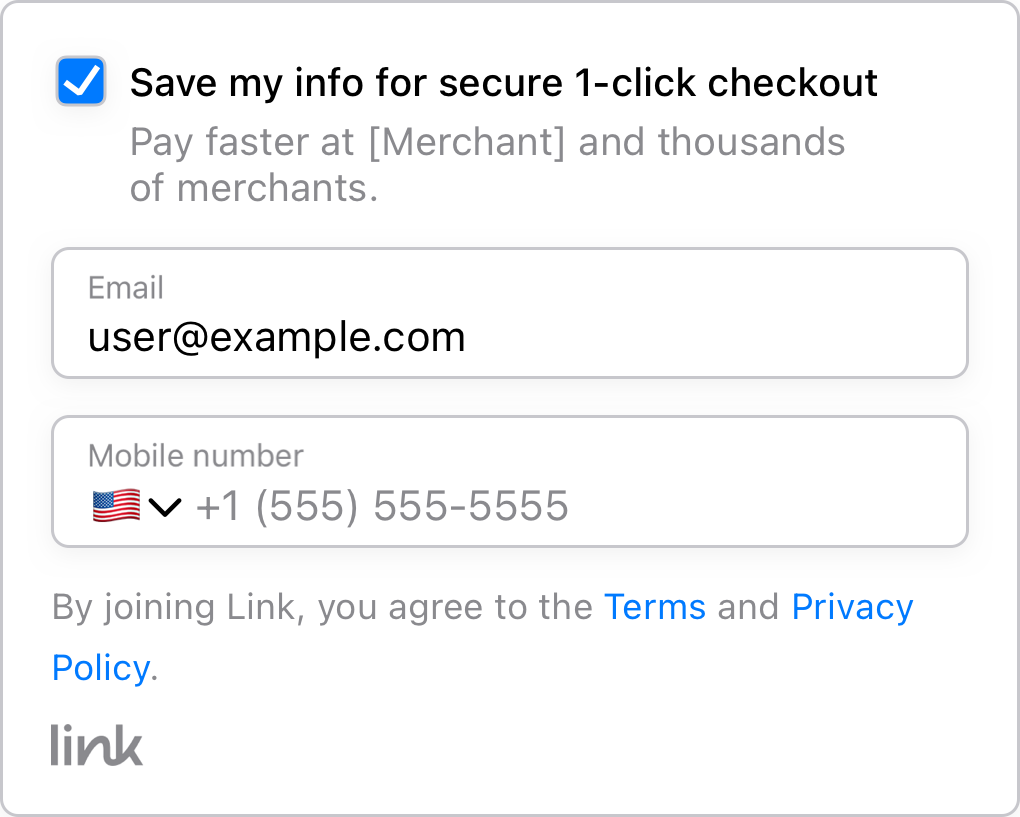 Save my info for secure 1-click checkout
Pay faster at [Merchant] and thousands
of merchants.
Email
user@example.com
Mobile number
+1 (555) 555-5555
By joining Link, you agree to the Terms and Privacy
Policy.
link